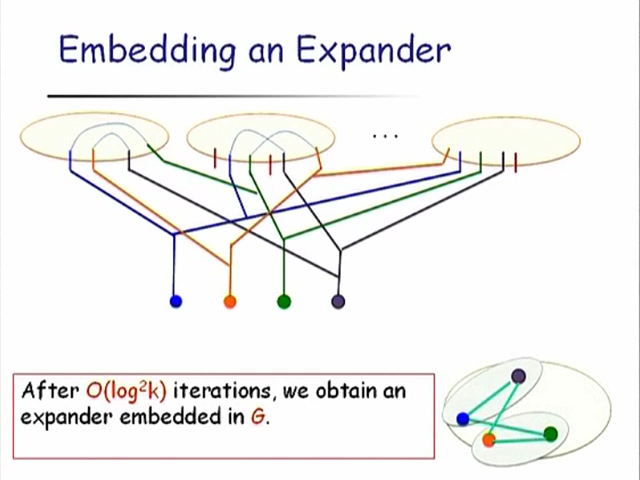 Embedding an Expander
...
After O(log²k) iterations, we obtain an
expander embedded in G.